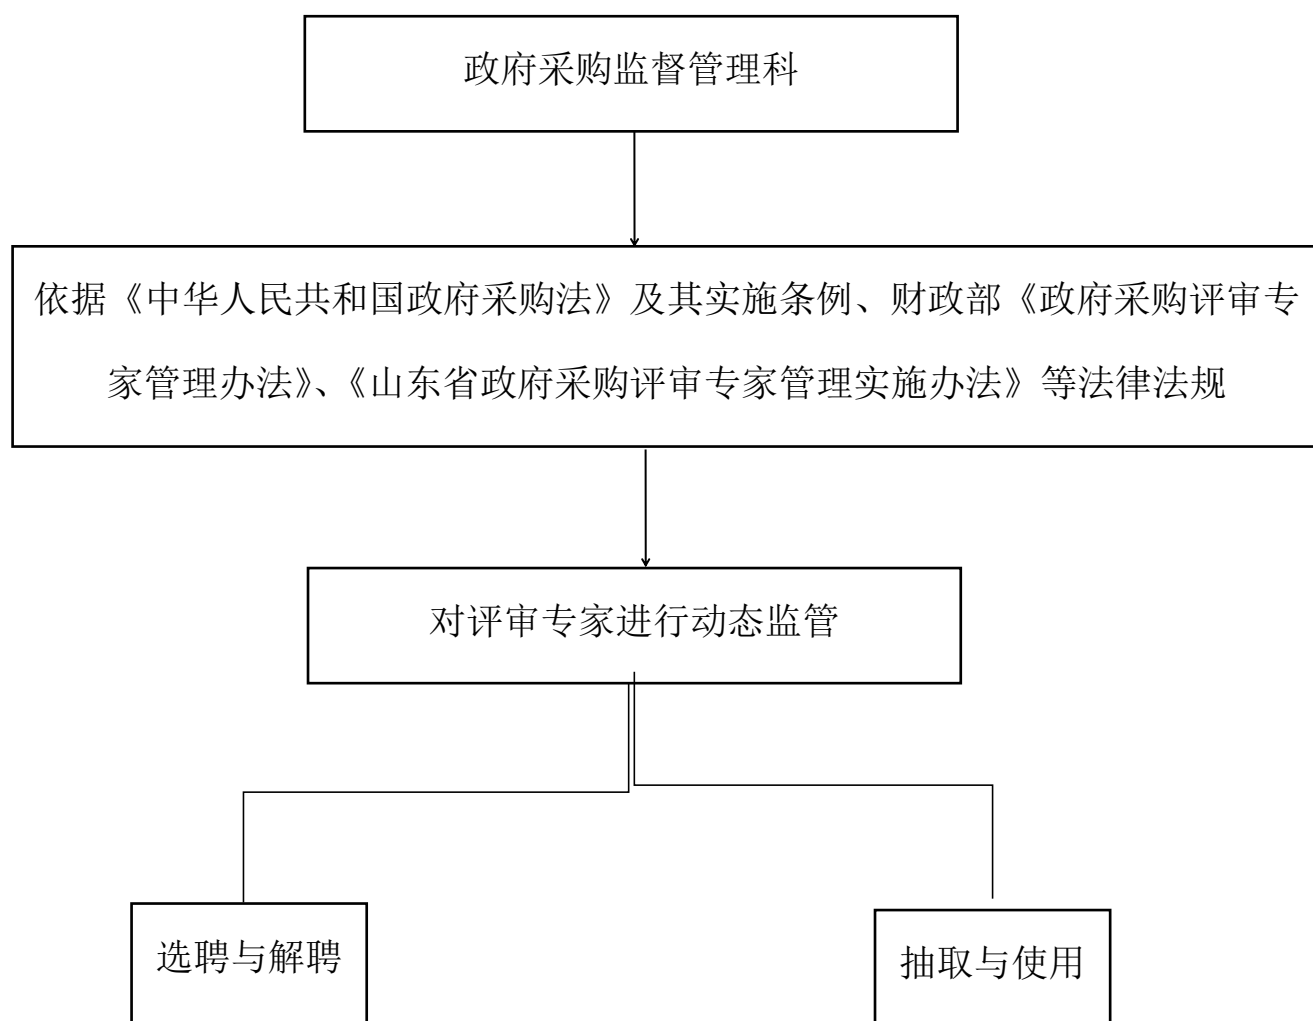 政府采购监督管理科
依据《中华人民共和国政府采购法》及其实施条例、财政部《政府采购评审专
家管理办法》、《山东省政府采购评审专家管理实施办法》等法律法规
对评审专家进行动态监管
选聘与解聘
抽取与使用